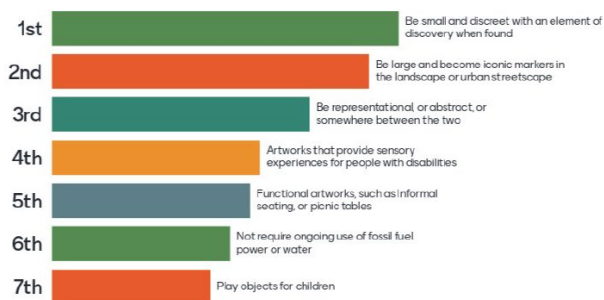 1st
Be small and discreet with an element of
discovery when found
2nd
Be large and become iconic markers in
the landscape or urban streetscape
3rd
Be representational, or abstract, or
somewhere between the two
4th
Artworks that provide sensory
experiences for people with disabilities
5th
Functional artworks, such as informal
seating, or picnic tables
6th
Not require ongoing use of fossil fuel
power or water
7th
Play objects for children